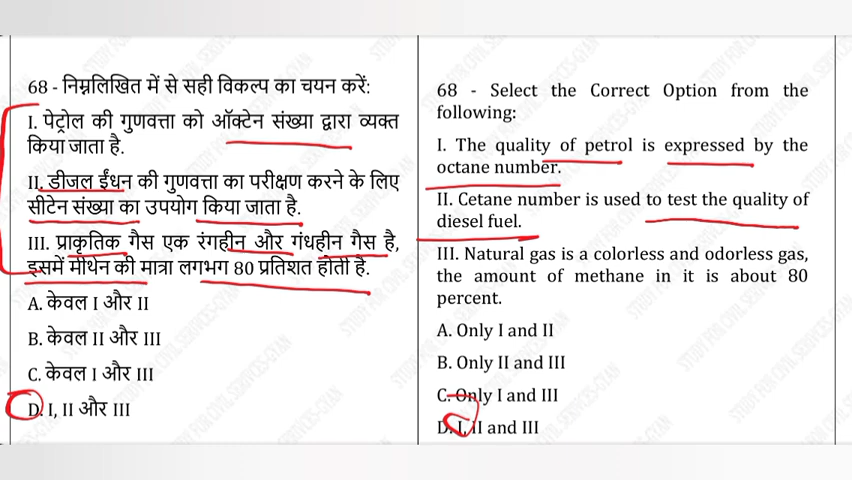 68 - निम्नलिखित में से सही विकल्प का चयन करें:
I. पेट्रोल की गुणवत्ता को ऑक्टेन संख्या द्वारा व्यक्त
किया जाता है.
II. डीजल ईंधन की गुणवत्ता का परीक्षण करने के लिए
सीटेन संख्या का उपयोग किया जाता है.
III. प्राकृतिक गैस एक रंगहीन और गंधहीन गैस है,
इसमें मीथेन की मात्रा लगभग 80 प्रतिशत होती है.
A. केवल I और II
B. केवल II और III
C. केवल I और III
D. I, II और III
68 - Select the Correct Option from the
following:
I. The quality of petrol is expressed by the
octane number.
II. Cetane number is used to test the quality of
diesel fuel.
III. Natural gas is a colorless and odorless gas,
the amount of methane in it is about 80
percent.
A. Only I and II
B. Only II and III
C. Only I and III
D. I, II and III